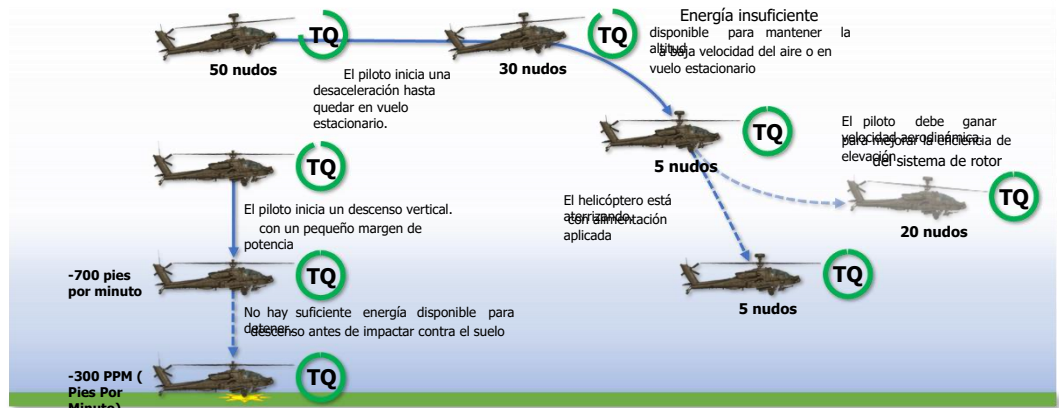 TQ
50 nudos
El piloto inicia una
desaceleración hasta
quedar en vuelo
estacionario.
TQ
30 nudos
Energía insuficiente
disponible para mantener la
altitud
a baja velocidad del aire o en
vuelo estacionario
TQ
5 nudos
El piloto debe ganar
velocidad aerodinámica
para mejorar la eficiencia de
elevación
del sistema de rotor
TQ
20 nudos
El helicóptero está
aterrizando
con alimentación
aplicada
TQ
5 nudos
TQ
El piloto inicia un descenso vertical.
con un pequeño margen de
potencia
-700 pies
por minuto
TQ
No hay suficiente energía disponible para
detener
descenso antes de impactar contra el suelo
-300 PPM (
Pies Por
Minuto)
TQ